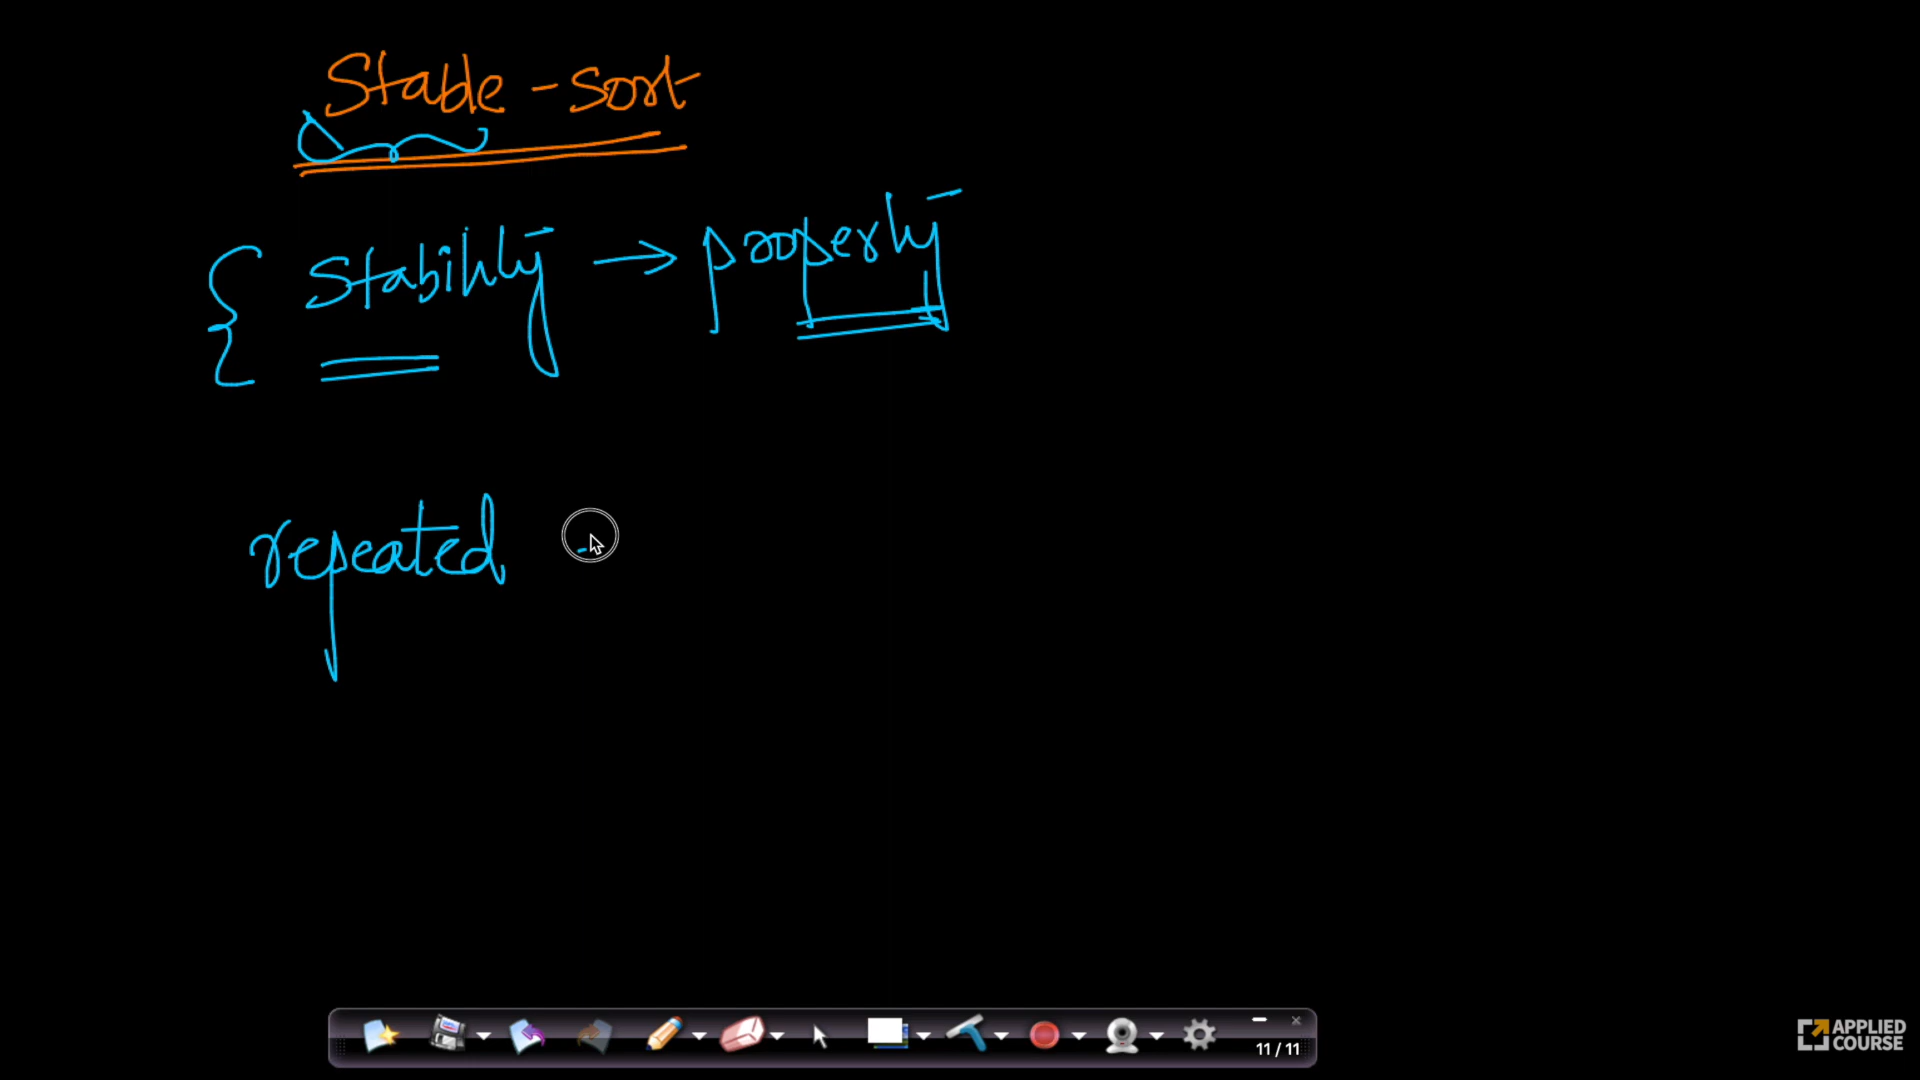 Stable - Sort
{ Stability → property
repeated -
11 / 11
APPLIED
COURSE